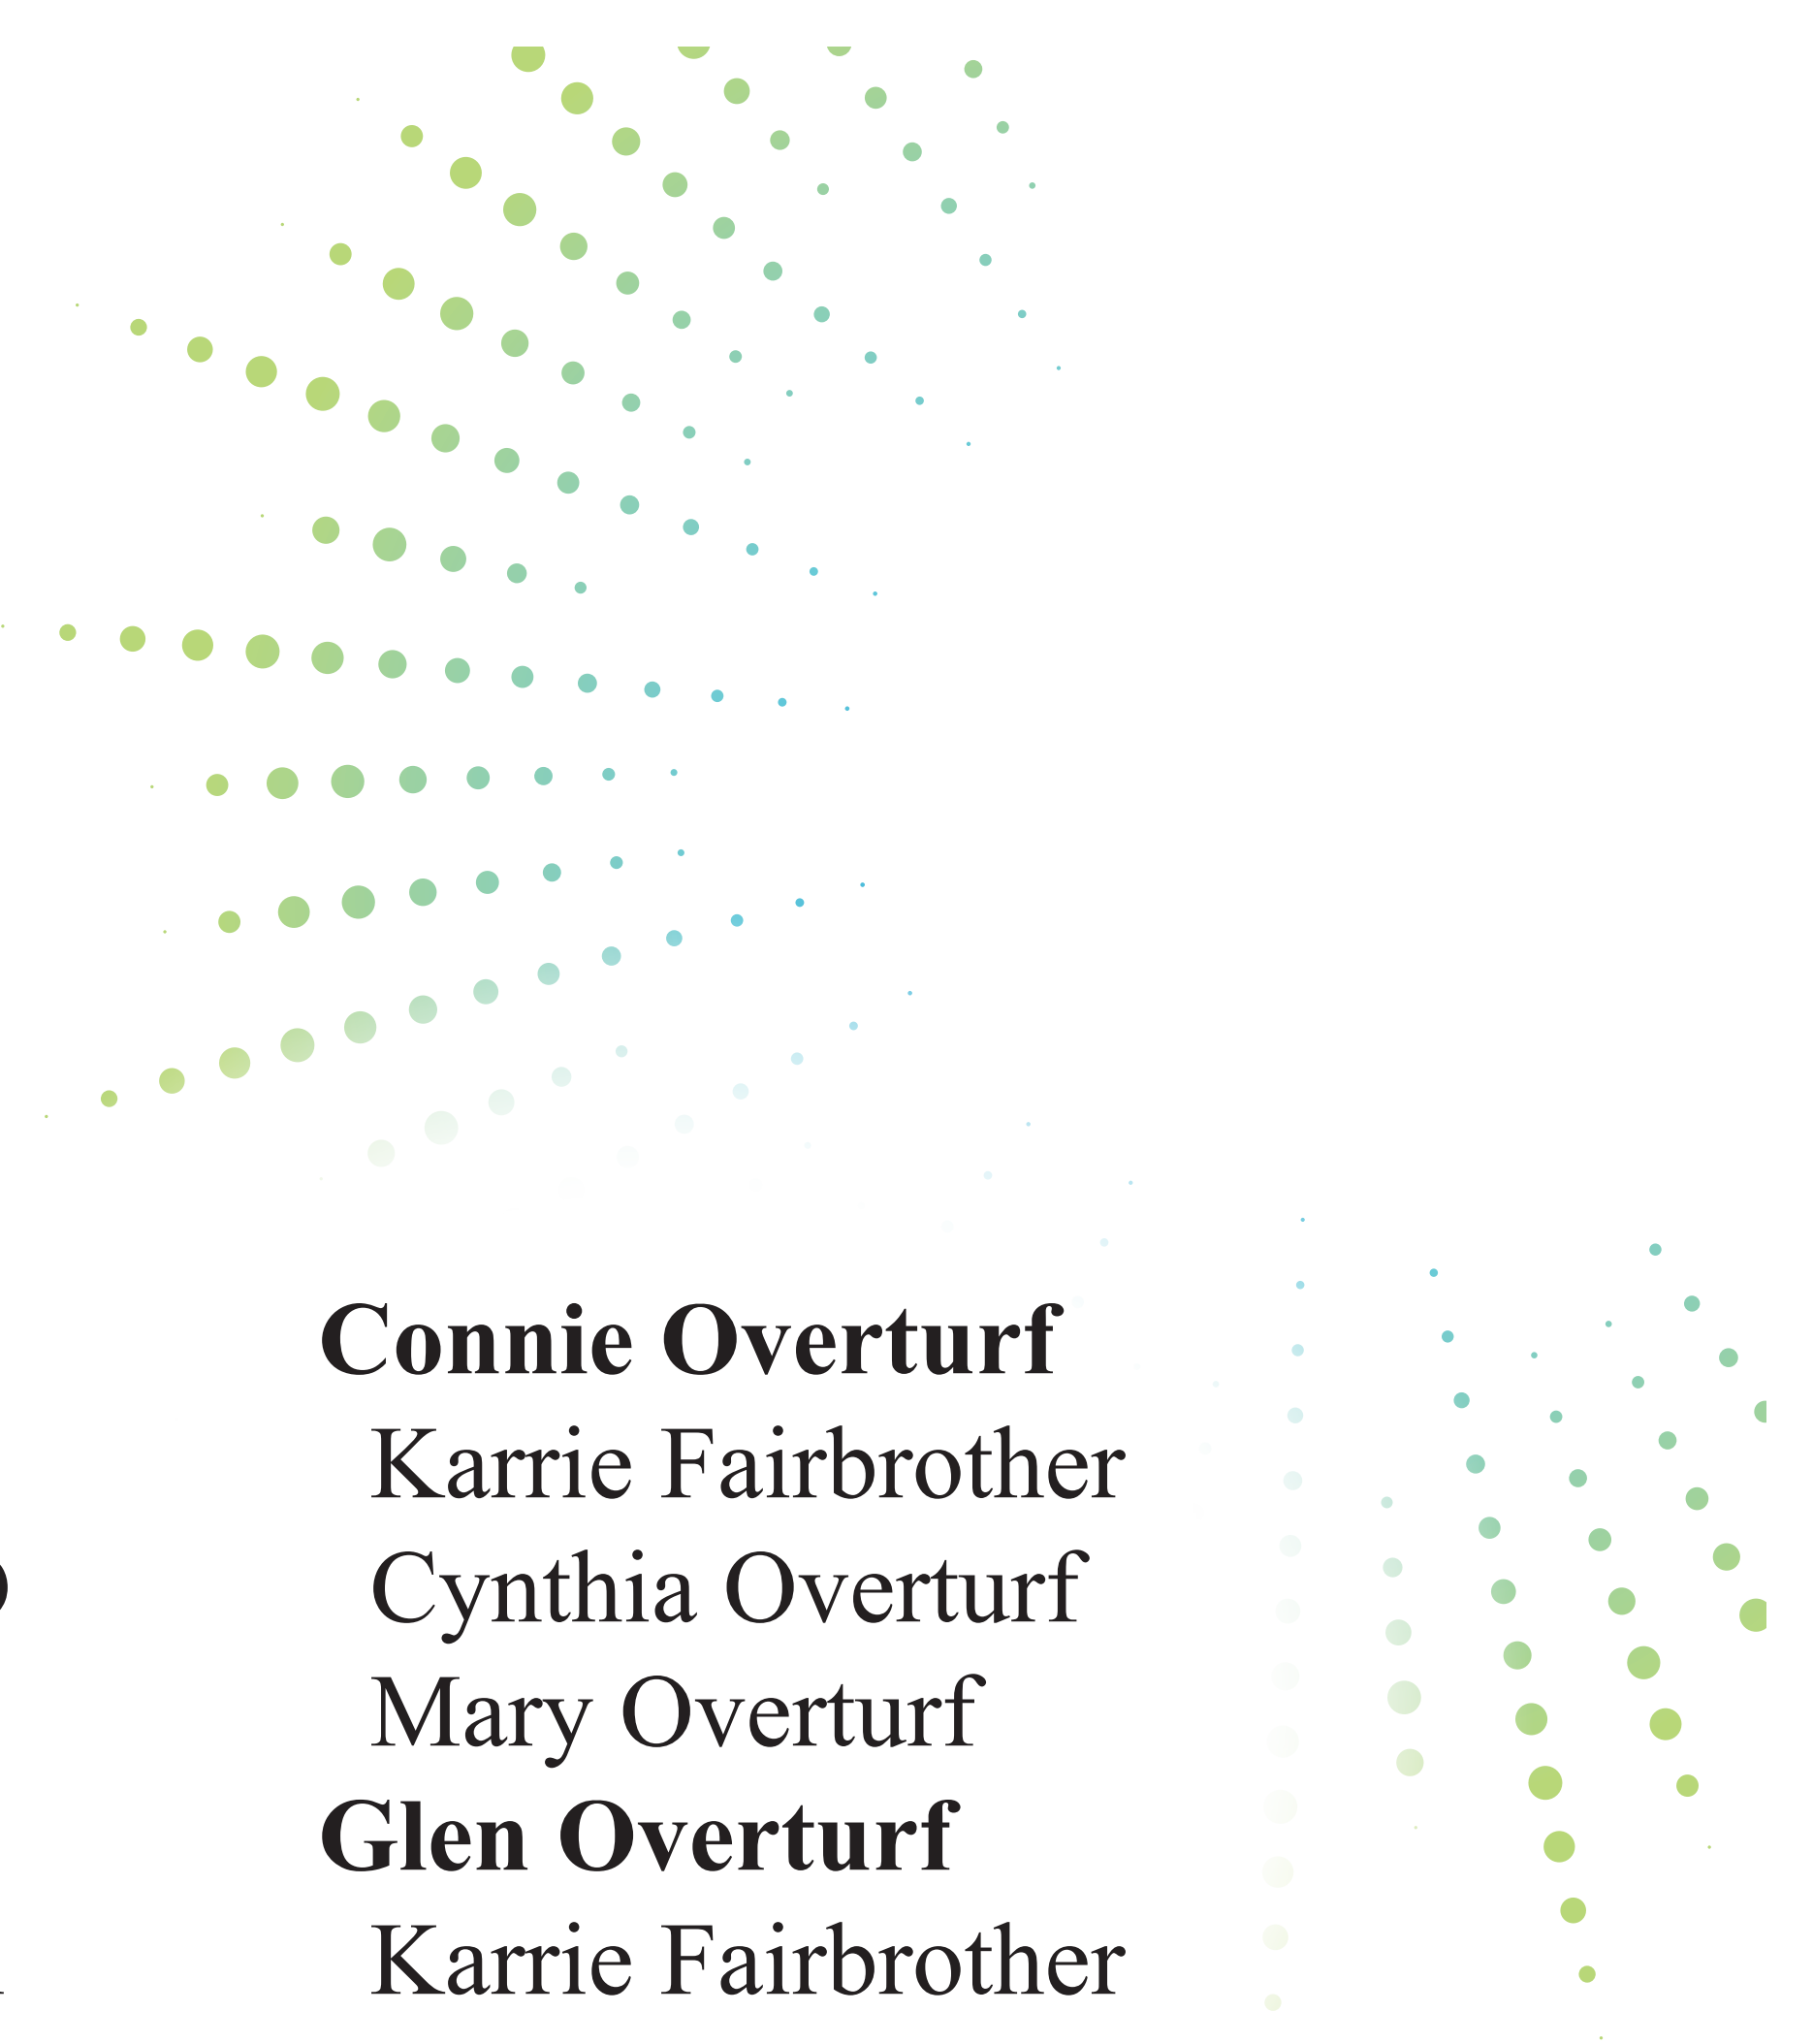 Connie Overturf
Karrie Fairbrother
Cynthia Overturf
Mary Overturf
Glen Overturf
Karrie Fairbrother